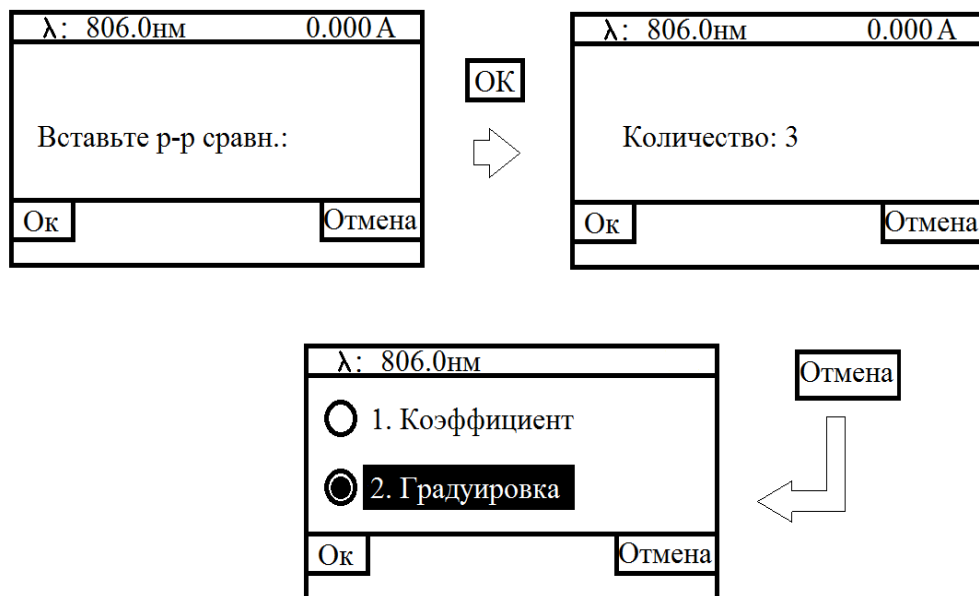 λ: 806.0нм 0.000 А
Вставьте р-р сравн.:
Ок Отмена
ОК
λ: 806.0нм 0.000 А
Количество: 3
Ок Отмена
Отмена
λ: 806.0нм
1. Коэффициент
2. Градуировка
Ок Отмена